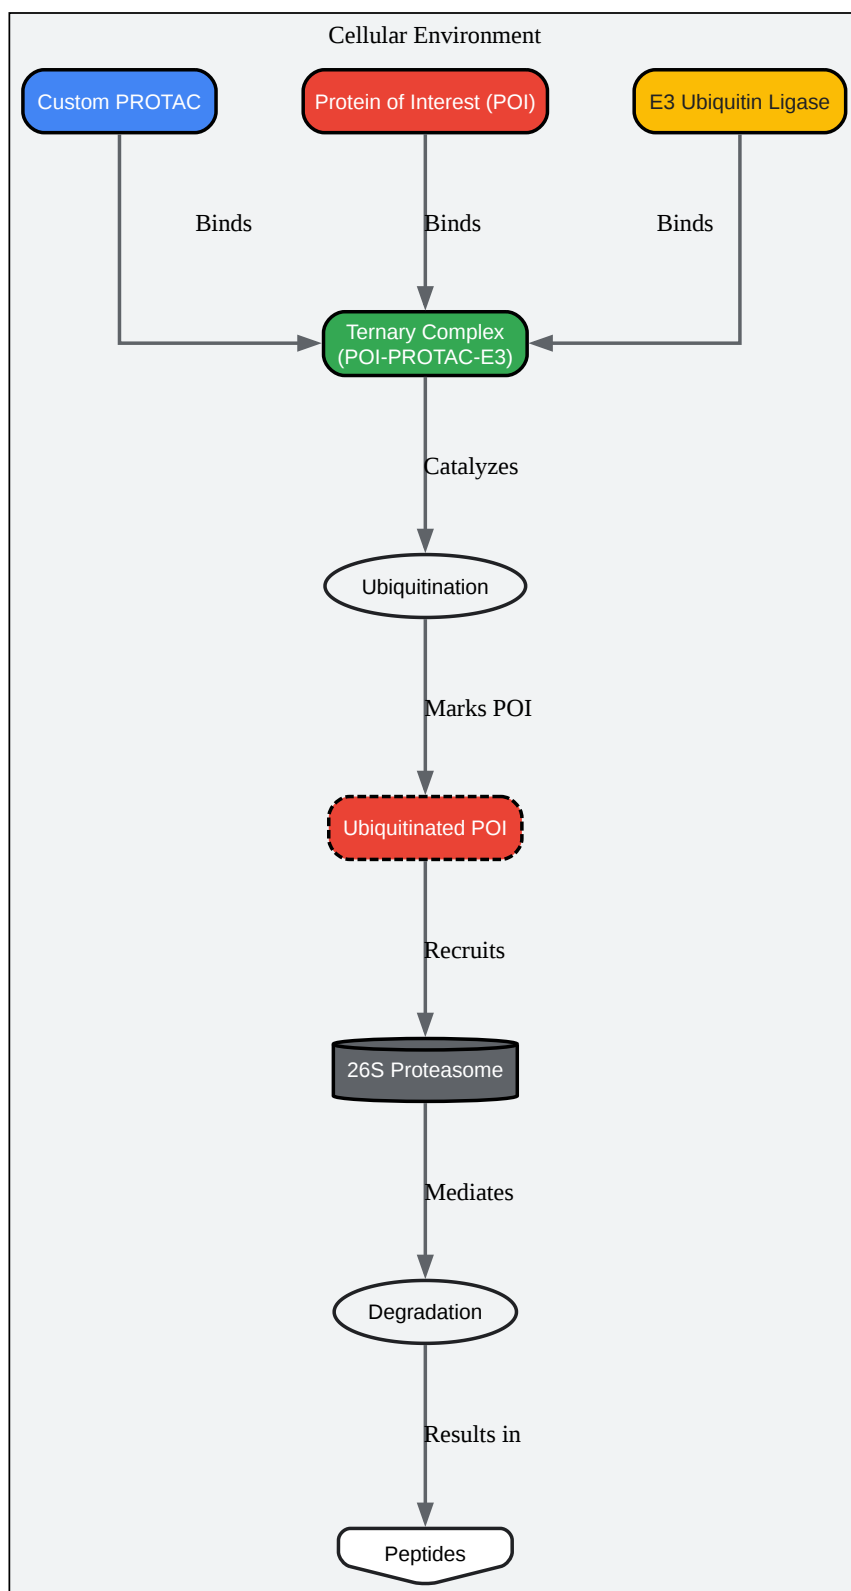 Cellular Environment
Custom PROTAC
Protein of Interest (POI)
E3 Ubiquitin Ligase
Binds
Binds
Binds
Ternary Complex
(POI-PROTAC-E3)
Catalyzes
Ubiquitination
Marks POI
Ubiquitinated POI
Recruits
26S Proteasome
Mediates
Degradation
Results in
Peptides